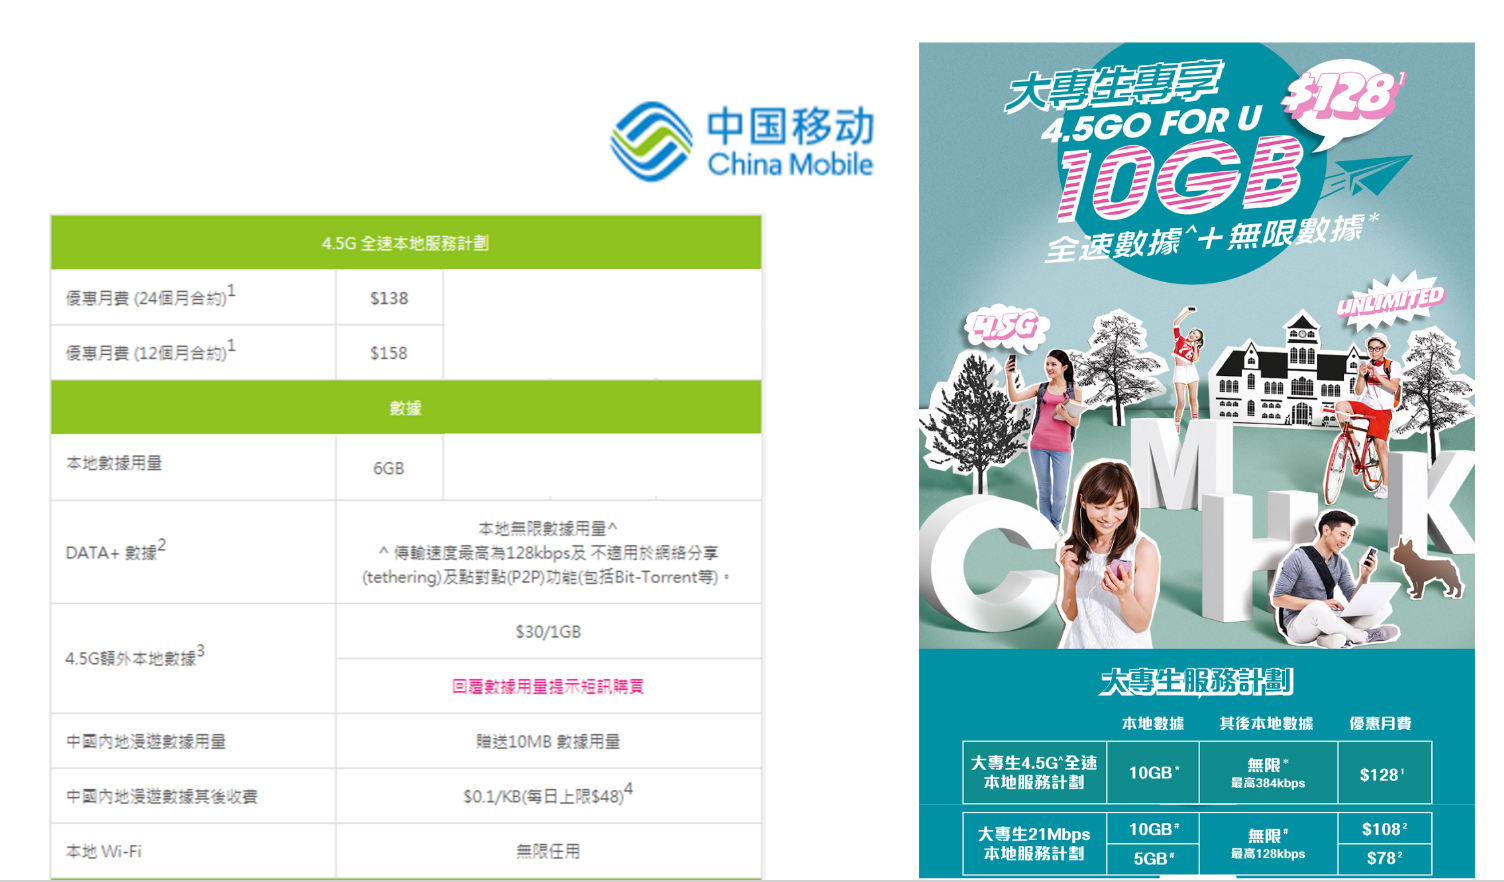 中国移动
China Mobile
4.5G 全速本地服務計劃
優惠月費 (24個月合約)1
$138
優惠月費 (12個月合約)1
$158
數據
本地數據用量
6GB
DATA+ 數據2
本地無限數據用量^
^ 傳輸速度最高為128kbps及 不適用於網絡分享
(tethering)及點對點(P2P)功能(包括Bit-Torrent等)。
4.5G額外本地數據3
$30/1GB
回覆數據用量提示短訊購買
中國內地漫遊數據用量
贈送10MB 數據用量
中國內地漫遊數據其後收費
$0.1/KB(每日上限$48)4
本地 Wi-Fi
無限任用
大專生專享
$1281
4.5GO FOR U
10GB
全速數據^+無限數據*
4.5G
UNLIMITED
CMHK
大專生服務計劃
本地數據 其後本地數據 優惠月費
大專生4.5G^全速
本地服務計劃
10GB*
無限*
最高384kbps
$1281
大專生21Mbps
本地服務計劃
10GB#
5GB#
無限#
最高128kbps
$1082
$782